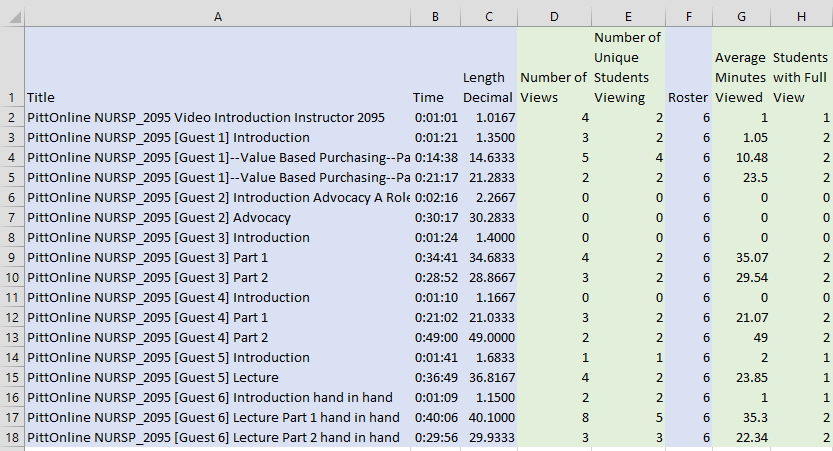 A B C D E F G H
Number of
Unique Average Students
Length Number of Students Minutes with Full
1 Title Time Decimal Views Viewing Roster Viewed View
2 PittOnline NURSP_2095 Video Introduction Instructor 2095 0:01:01 1.0167 4 2 6 1 1
3 PittOnline NURSP_2095 [Guest 1] Introduction 0:01:21 1.3500 3 2 6 1.05 2
4 PittOnline NURSP_2095 [Guest 1]--Value Based Purchasing--Pa 0:14:38 14.6333 5 4 6 10.48 2
5 PittOnline NURSP_2095 [Guest 1]--Value Based Purchasing--Pa 0:21:17 21.2833 2 2 6 23.5 2
6 PittOnline NURSP_2095 [Guest 2] Introduction Advocacy A Role 0:02:16 2.2667 0 0 6 0 0
7 PittOnline NURSP_2095 [Guest 2] Advocacy 0:30:17 30.2833 0 0 6 0 0
8 PittOnline NURSP_2095 [Guest 3] Introduction 0:01:24 1.4000 0 0 6 0 0
9 PittOnline NURSP_2095 [Guest 3] Part 1 0:34:41 34.6833 4 2 6 35.07 2
10 PittOnline NURSP_2095 [Guest 3] Part 2 0:28:52 28.8667 3 2 6 29.54 2
11 PittOnline NURSP_2095 [Guest 4] Introduction 0:01:10 1.1667 0 0 6 0 0
12 PittOnline NURSP_2095 [Guest 4] Part 1 0:21:02 21.0333 3 2 6 21.07 2
13 PittOnline NURSP_2095 [Guest 4] Part 2 0:49:00 49.0000 2 2 6 49 2
14 PittOnline NURSP_2095 [Guest 5] Introduction 0:01:41 1.6833 1 1 6 2 1
15 PittOnline NURSP_2095 [Guest 5] Lecture 0:36:49 36.8167 4 2 6 23.85 1
16 PittOnline NURSP_2095 [Guest 6] Introduction hand in hand 0:01:09 1.1500 2 2 6 1 1
17 PittOnline NURSP_2095 [Guest 6] Lecture Part 1 hand in hand 0:40:06 40.1000 8 5 6 35.3 2
18 PittOnline NURSP_2095 [Guest 6] Lecture Part 2 hand in hand 0:29:56 29.9333 3 3 6 22.34 2